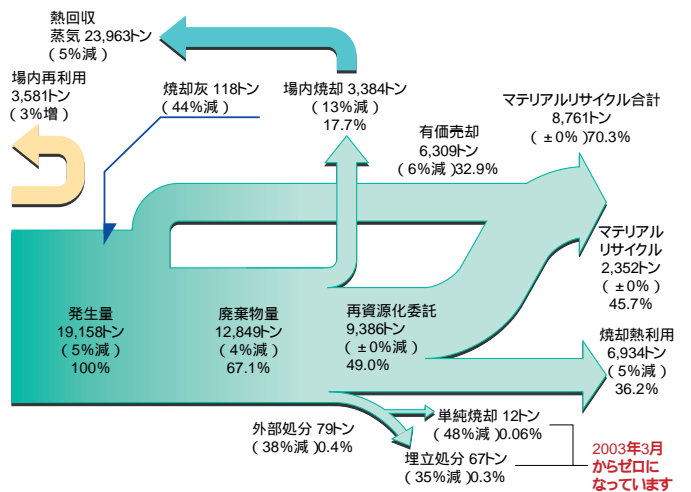 熱回収
蒸気 23,963トン
(5%減)
場内再利用
3,581トン
(3%増)
焼却灰 118トン
(44%減)
場内焼却 3,384トン
(13%減)
17.7%
有価売却
6,309トン
(6%減)32.9%
マテリアルリサイクル合計
8,761トン
(±0%)70.3%
マテリアル
リサイクル
2,352トン
(±0%)
45.7%
発生量
19,158トン
(5%減)
100%
廃棄物量
12,849トン
(4%減)
67.1%
再資源化委託
9,386トン
(±0%減)
49.0%
焼却熱利用
6,934トン
(5%減)
36.2%
外部処分 79トン
(38%減)0.4%
単純焼却 12トン
(48%減)0.06%
埋立処分 67トン
(35%減)0.3%
2003年3月
からゼロに
なっています